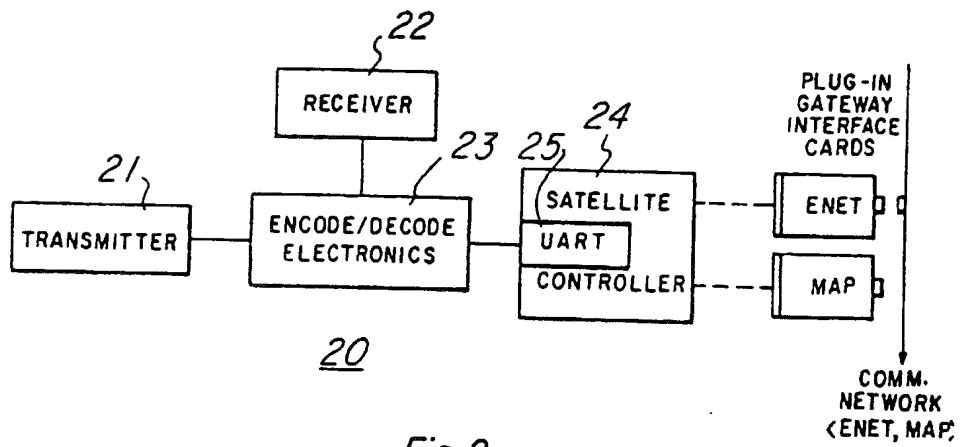 22
RECEIVER
21
TRANSMITTER
23
ENCODE/DECODE
ELECTRONICS
25
24
SATELLITE
UART
CONTROLLER
PLUG-IN
GATEWAY
INTERFACE
CARDS
ENET
MAP
20
COMM.
NETWORK
(ENET, MAP,